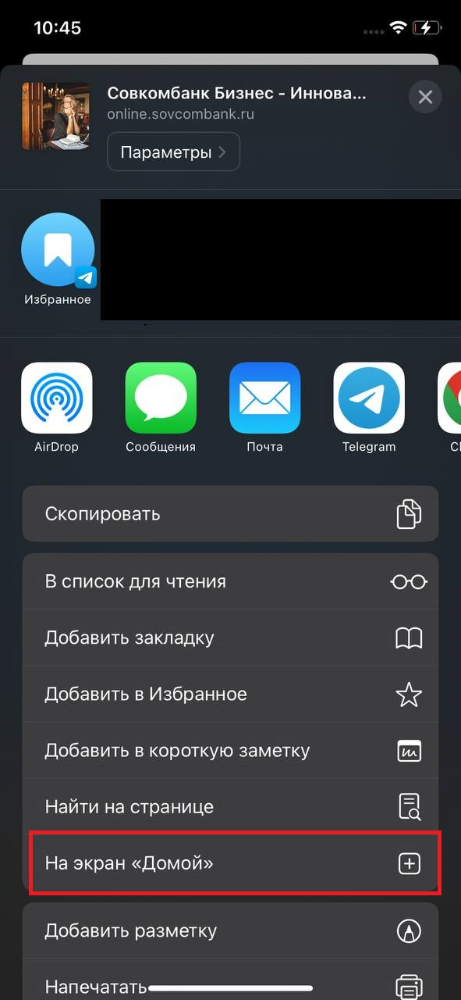 10:45
Совкомбанк Бизнес - Иннова...
online.sovcombank.ru
Параметры
Избранное
AirDrop
Сообщения
Почта
Telegram
Скопировать
В список для чтения
Добавить закладку
Добавить в Избранное
Добавить в короткую заметку
Найти на странице
На экран «Домой»
Добавить разметку
Напечатать